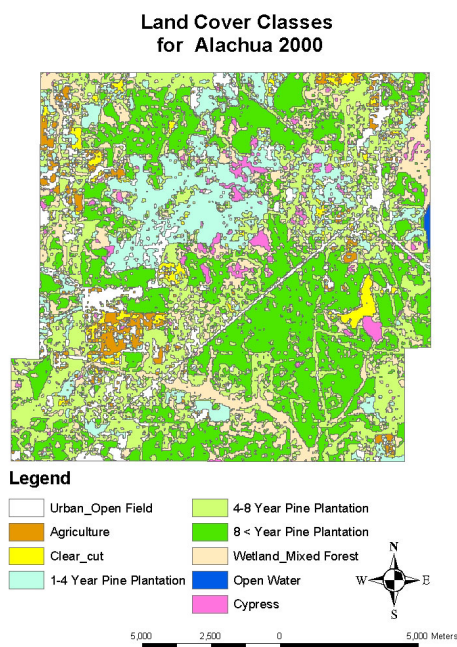 Land Cover Classes
for Alachua 2000
Legend
Urban_Open Field
Agriculture
Clear_cut
1-4 Year Pine Plantation
4-8 Year Pine Plantation
8 < Year Pine Plantation
Wetland_Mixed Forest
Open Water
Cypress
N
W E
S
5,000 2,500 0 5,000 Meters